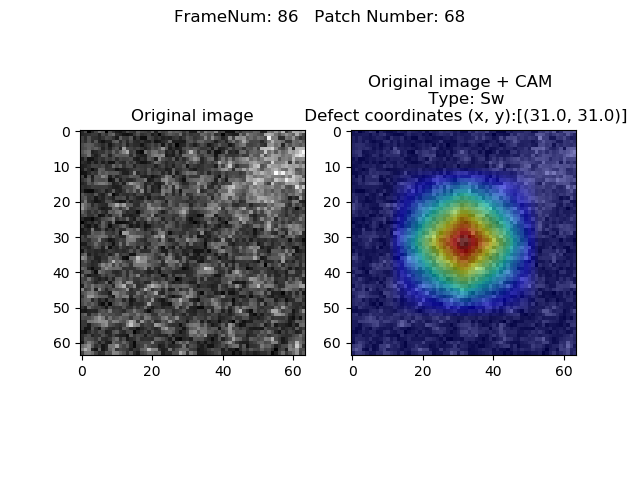 FrameNum: 86   Patch Number: 68
Original image
Original image + CAM
Type: Sw
Defect coordinates (x, y):[(31.0, 31.0)]
0
10
20
30
40
50
60
0 20 40 60
0
10
20
30
40
50
60
0 20 40 60